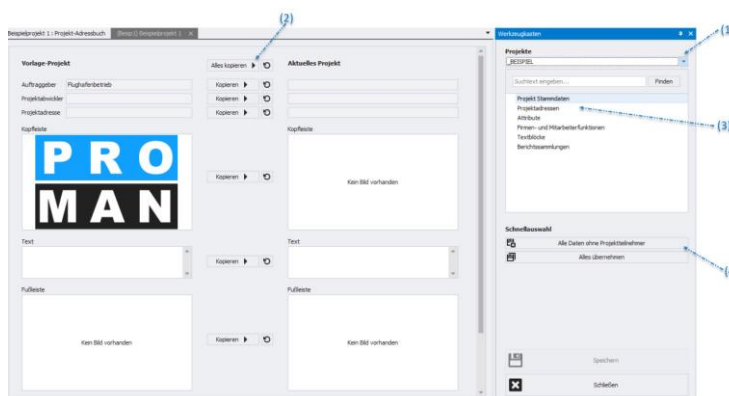 (2)
Beispielprojekt 1 : Projekt-Adressbuch
(Beisp1)-Beispielprojekt 1
Werkzeugkasten
(1
Vorlage-Projekt
Alles kopieren
Aktuelles Projekt
Projekte
_BEISPIEL
Suchtext eingeben...
Finden
Auftraggeber
Flughafenbetrieb
Kopieren
Projektabwickler
Kopieren
Projektadresse
Kopieren
Projekt Stammdaten
Projektadressen
Attribute
Firmen- und Mitarbeiterfunktionen
Textblöcke
Berichtssammlungen
(3)
Kopfleiste
Kopfleiste
PRO
MAN
Kopieren
Kein Bild vorhanden
Text
Text
Kopieren
Schnellauswahl
Alle Daten ohne Projektteilnehmer
Alles übernehmen
(4
Fußleiste
Fußleiste
Kein Bild vorhanden
Kopieren
Kein Bild vorhanden
Speichern
Schließen